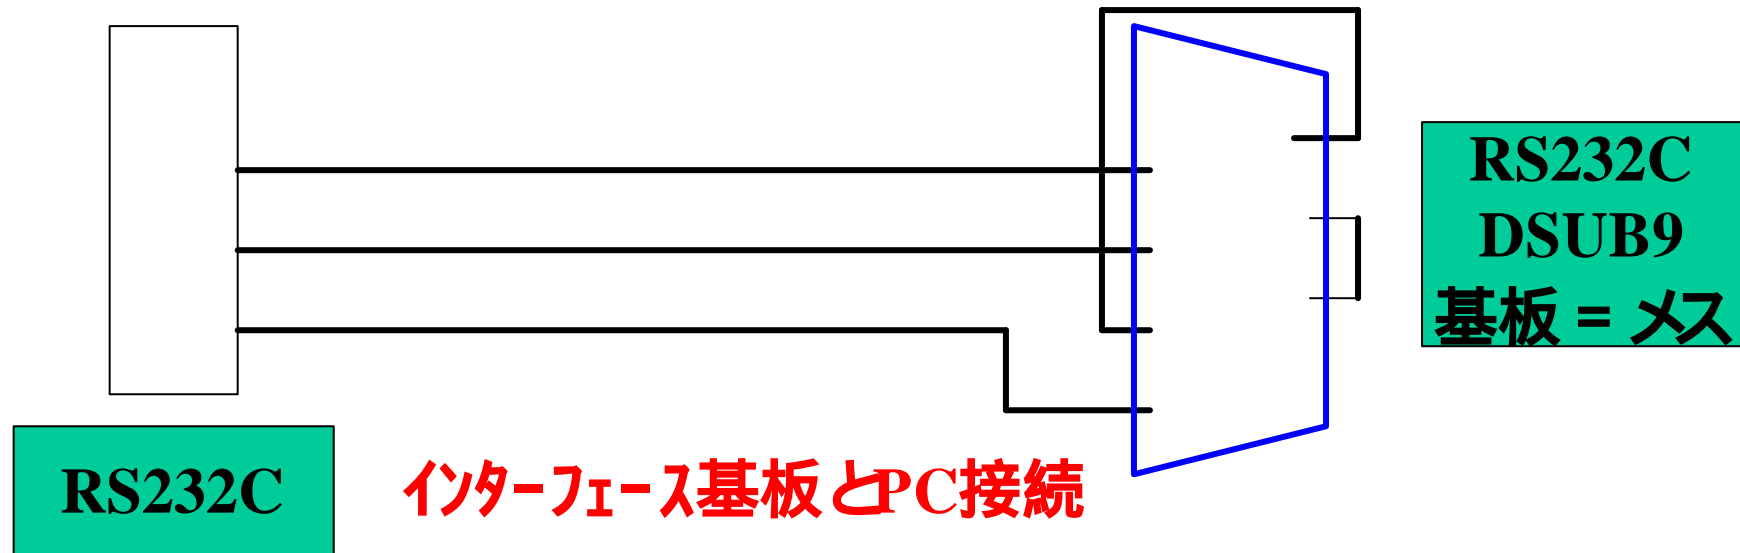 RS232C
DSUB9
基板 = メス
RS232C
インターフェース基板とPC接続